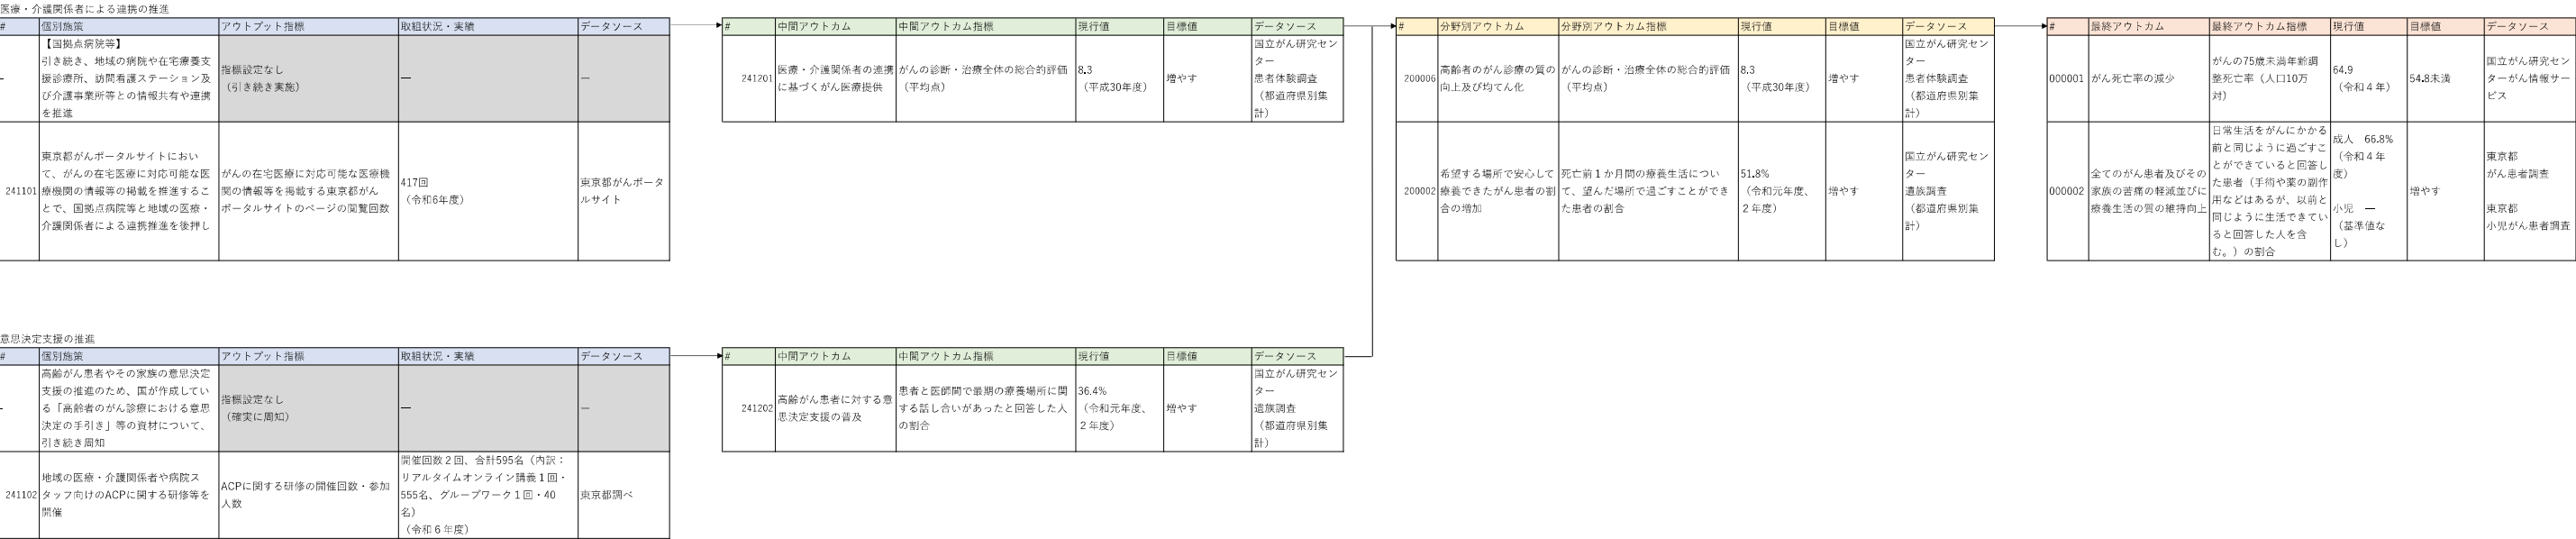 医療・介護関係者による連携の推進
# 個別施策 アウトプット指標 取組状況・実績 データソース
-
【国拠点病院等】
引き続き、地域の病院や在宅療養支
援診療所、訪問看護ステーション及
び介護事業所等との情報共有や連携
を推進
指標設定なし
（引き続き実施）
―
―
241101
東京都がんポータルサイトにおい
て、がんの在宅医療に対応可能な医
療機関の情報等の掲載を推進するこ
とで、国拠点病院等と地域の医療・
介護関係者による連携推進を後押し
がんの在宅医療に対応可能な医療機
関の情報等を掲載する東京都がん
ポータルサイトのページの閲覧回数
417回
（令和6年度）
東京都がんポータ
ルサイト
# 中間アウトカム 中間アウトカム指標 現行値 目標値 データソース
241201
医療・介護関係者の連携
に基づくがん医療提供
がんの診断・治療全体の総合的評価
（平均点）
8.3
（平成30年度）
増やす
国立がん研究セン
ター
患者体験調査
（都道府県別集
計）
# 分野別アウトカム 分野別アウトカム指標 現行値 目標値 データソース
200006
高齢者のがん診療の質の
向上及び均てん化
がんの診断・治療全体の総合的評価
（平均点）
8.3
（平成30年度）
増やす
国立がん研究セン
ター
患者体験調査
（都道府県別集
計）
200002
希望する場所で安心して
療養できたがん患者の割
合の増加
死亡前１か月間の療養生活につい
て、望んだ場所で過ごすことができ
た患者の割合
51.8%
（令和元年度、
２年度）
増やす
国立がん研究セン
ター
遺族調査
（都道府県別集
計）
# 最終アウトカム 最終アウトカム指標 現行値 目標値 データソース
000001
がん死亡率の減少
がんの75歳未満年齢調
整死亡率（人口10万
対）
64.9
（令和４年）
54.8未満
国立がん研究セン
ターがん情報サー
ビス
000002
全てのがん患者及びその
家族の苦痛の軽減並びに
療養生活の質の維持向上
日常生活をがんにかかる
前と同じように過ごすこ
とができていると回答し
た患者（手術や薬の副作
用などはあるが、以前と
同じように生活できてい
ると回答した人を含
む。）の割合
成人　66.8%
（令和４年
度）
小児　―
（基準値な
し）
増やす
東京都
がん患者調査
東京都
小児がん患者調査
意思決定支援の推進
# 個別施策 アウトプット指標 取組状況・実績 データソース
-
高齢がん患者やその家族の意思決定
支援の推進のため、国が作成してい
る「高齢者のがん診療における意思
決定の手引き」等の資材について、
引き続き周知
指標設定なし
（確実に周知）
―
―
241102
地域の医療・介護関係者や病院ス
タッフ向けのACPに関する研修等を
開催
ACPに関する研修の開催回数・参加
人数
開催回数２回、合計595名（内訳：
リアルタイムオンライン講義１回・
555名、グループワーク１回・40
名）
（令和６年度）
東京都調べ
# 中間アウトカム 中間アウトカム指標 現行値 目標値 データソース
241202
高齢がん患者に対する意
思決定支援の普及
患者と医師間で最期の療養場所に関
する話し合いがあったと回答した人
の割合
36.4%
（令和元年度、
２年度）
増やす
国立がん研究セン
ター
遺族調査
（都道府県別集
計）